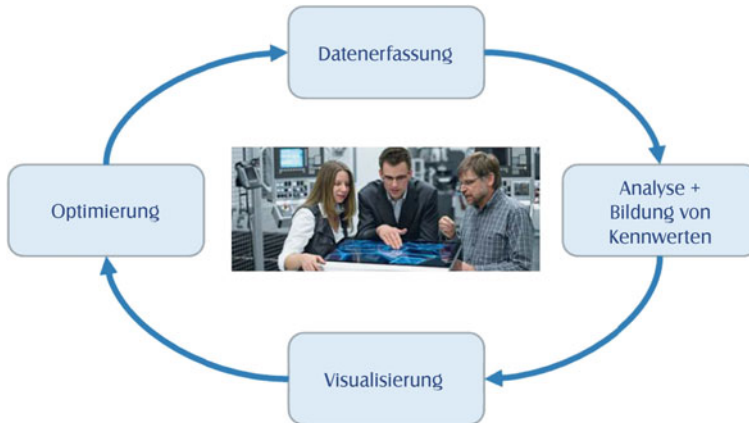 Datenerfassung
Analyse +
Bildung von
Kennwerten
Visualisierung
Optimierung